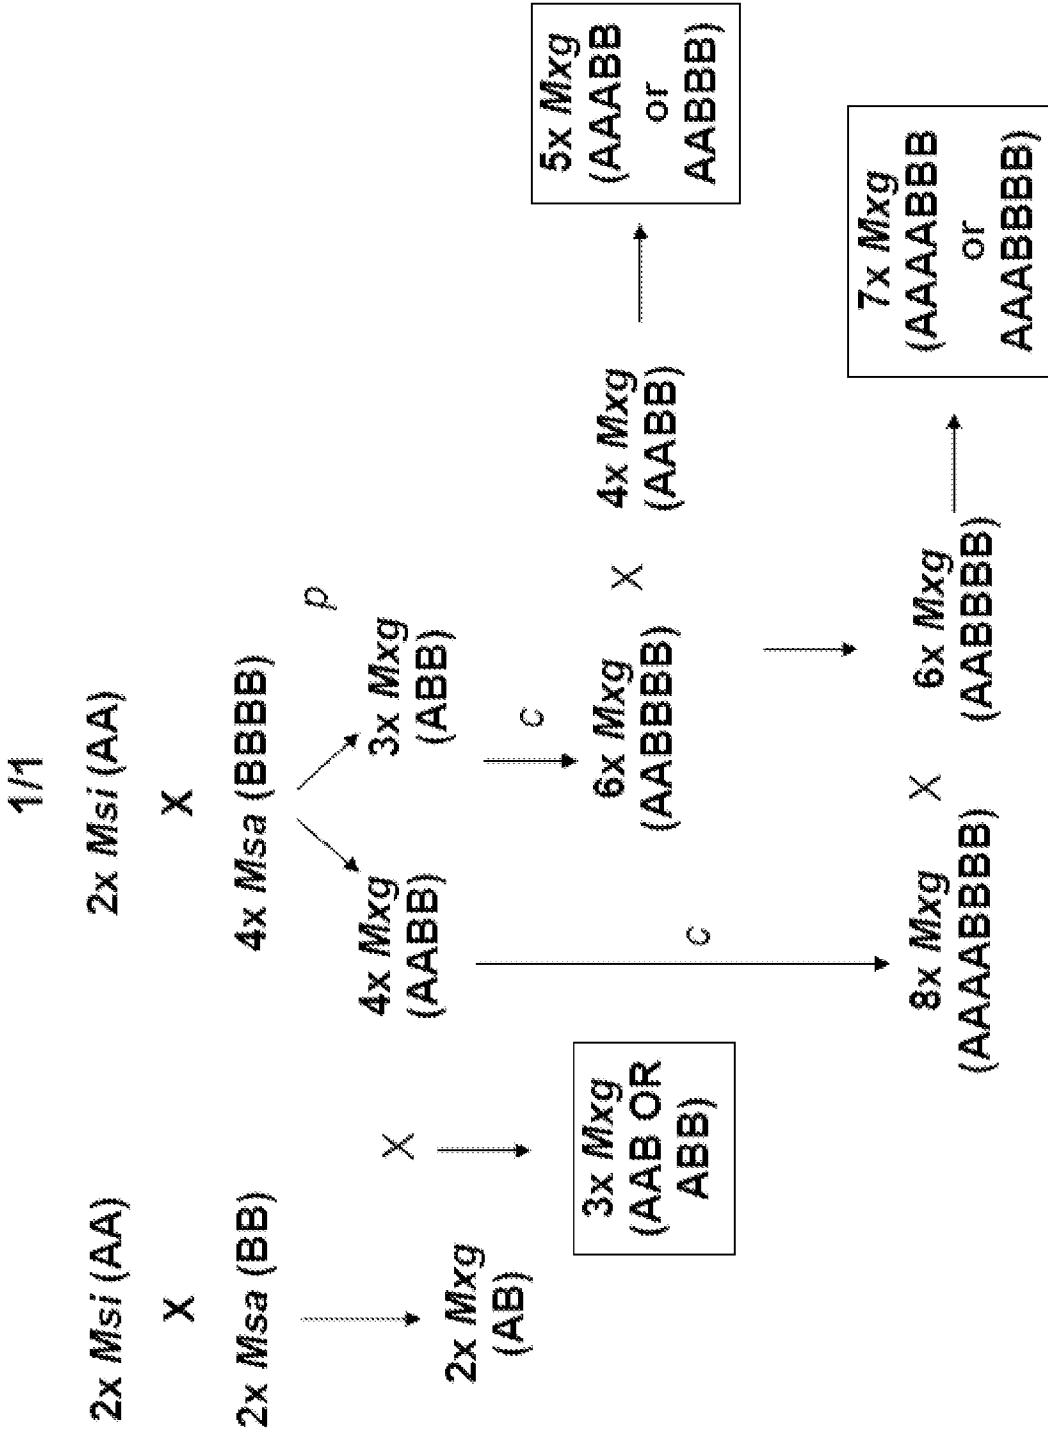 1/1
2x Msi (AA)
X
2x Msa (BB)
2x Mxg
(AB)
X
3x Mxg
(AAB OR
ABB)
2x Msi (AA)
X
4x Msa (BBBB)
4x Mxg
(AABB)
p
3x Mxg
(ABB)
c
c
6x Mxg
(AABBBB)
X
4x Mxg
(AABB)
5x Mxg
(AAABB
or
AABBB)
8x Mxg
(AAAABBBB)
X
6x Mxg
(AABBBB)
7x Mxg
(AAAABBB
or
AAABBBB)